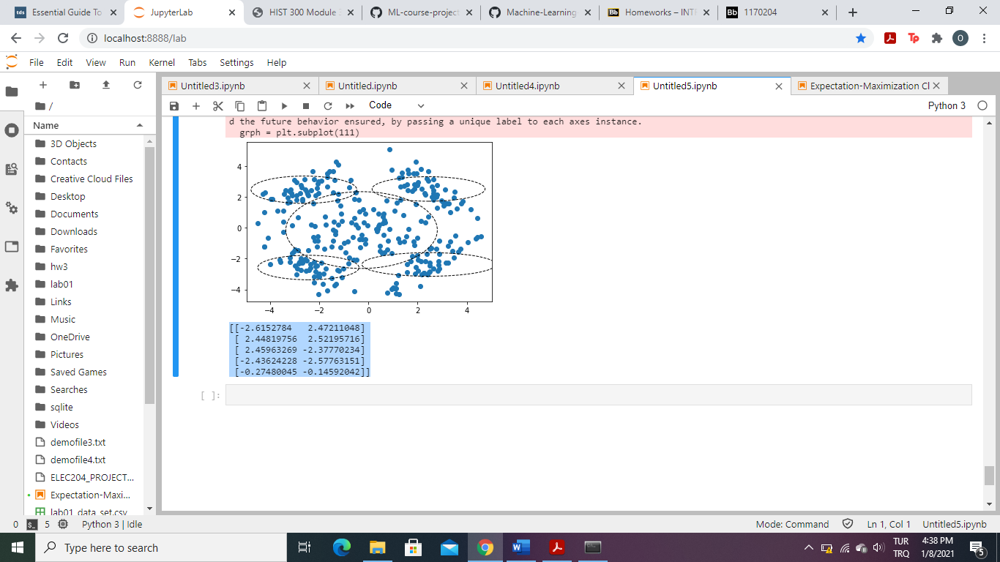 Essential Guide To
JupyterLab
HIST 300 Module
ML-course-project
Machine-Learning
Homeworks – INT
1170204
localhost:8888/lab
O
File Edit View Run Kernel Tabs Settings Help
Untitled3.ipynb
Untitled.ipynb
Untitled4.ipynb
Untitled5.ipynb
Expectation-Maximization Cl
Code
Python 3
/
Name
3D Objects
Contacts
Creative Cloud Files
Desktop
Documents
Downloads
Favorites
hw3
lab01
Links
Music
OneDrive
Pictures
Saved Games
Searches
sqlite
Videos
demofile3.txt
demofile4.txt
ELEC204_PROJECT...
Expectation-Maxi...
lab01_data_set.csv
d the future behavior ensured, by passing a unique label to each axes instance.
grph = plt.subplot(111)
4
2
0
−2
−4
−4 −2 0 2 4
[[-2.6152784 2.47211048]
[ 2.44819756 2.52195716]
[ 2.45963269 -2.37770234]
[-2.43624228 -2.57763151]
[-0.27480045 -0.14592042]]
[ ]:
0 5 Python 3 | Idle
Mode: Command Ln 1, Col 1 Untitled5.ipynb
Type here to search
TUR
TRQ
4:38 PM
1/8/2021
5